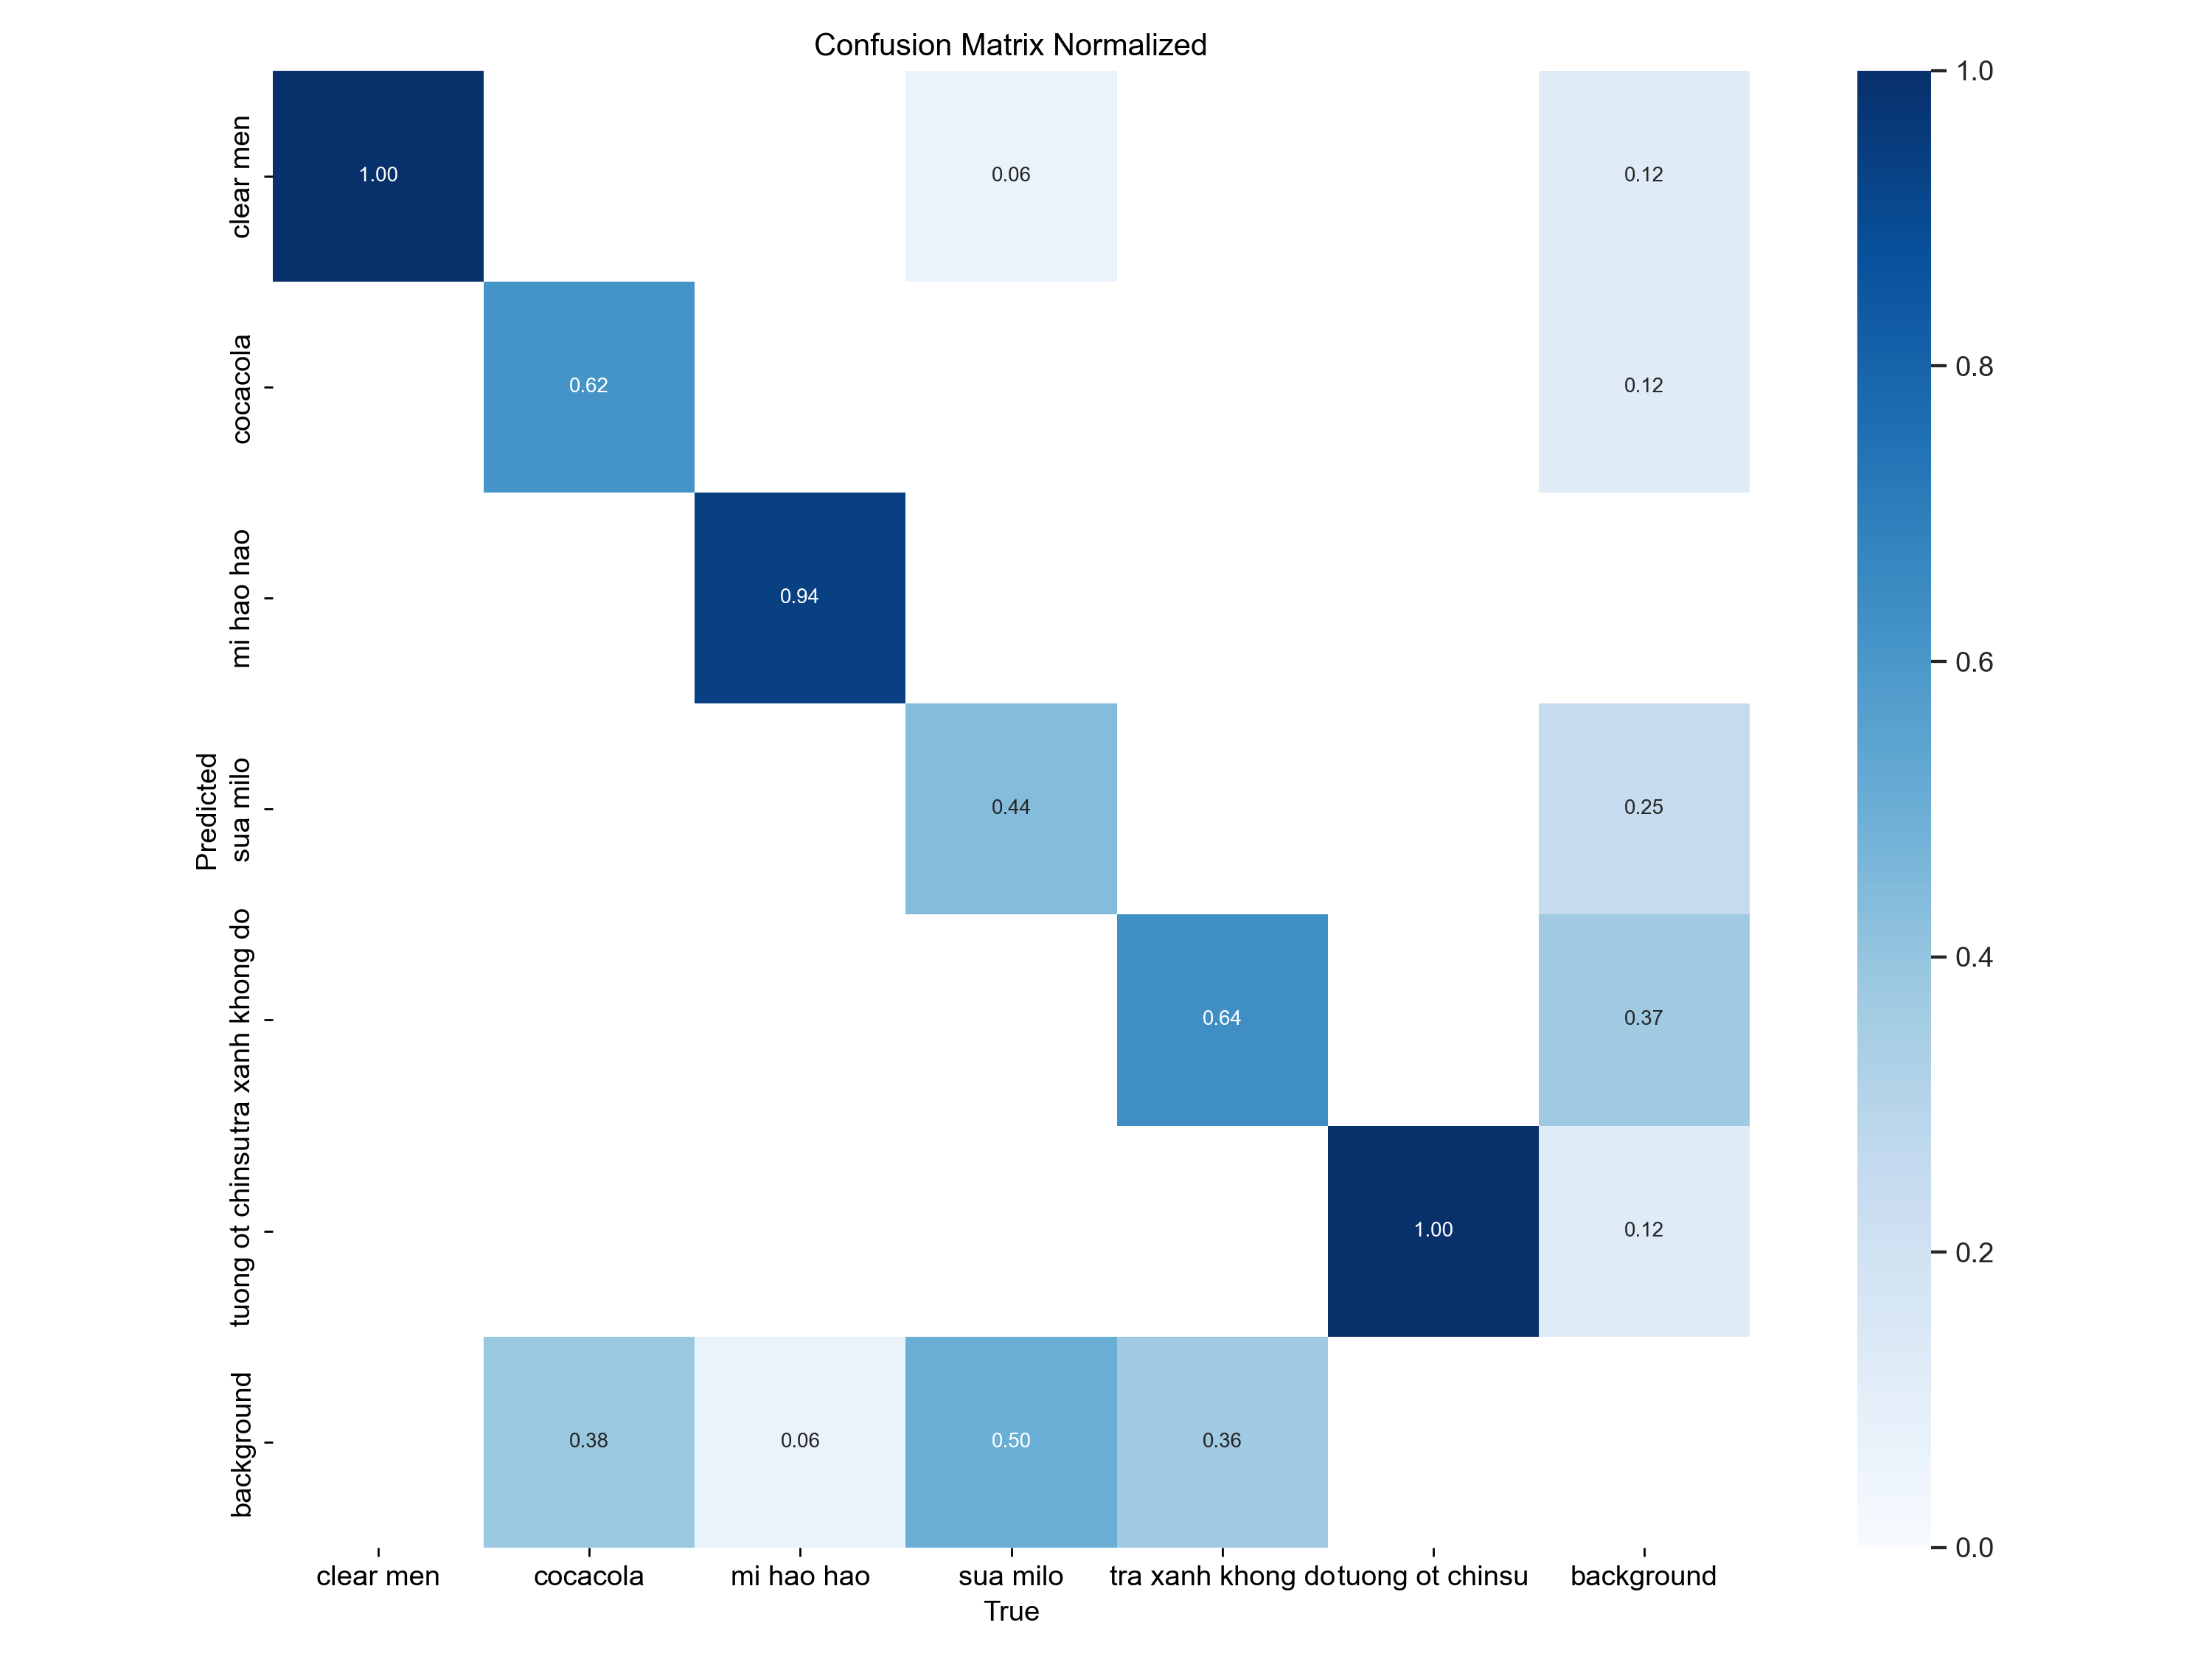 Confusion Matrix Normalized
clear men
cocacola
mi hao hao
sua milo
tra xanh khong do
tuong ot chinsu
background
Predicted
1.00 0.06 0.12
0.62 0.12
0.94
0.44 0.25
0.64 0.37
1.00 0.12
0.38 0.06 0.50 0.36
clear men cocacola mi hao hao sua milo tra xanh khong do tuong ot chinsu background
True
1.0
0.8
0.6
0.4
0.2
0.0